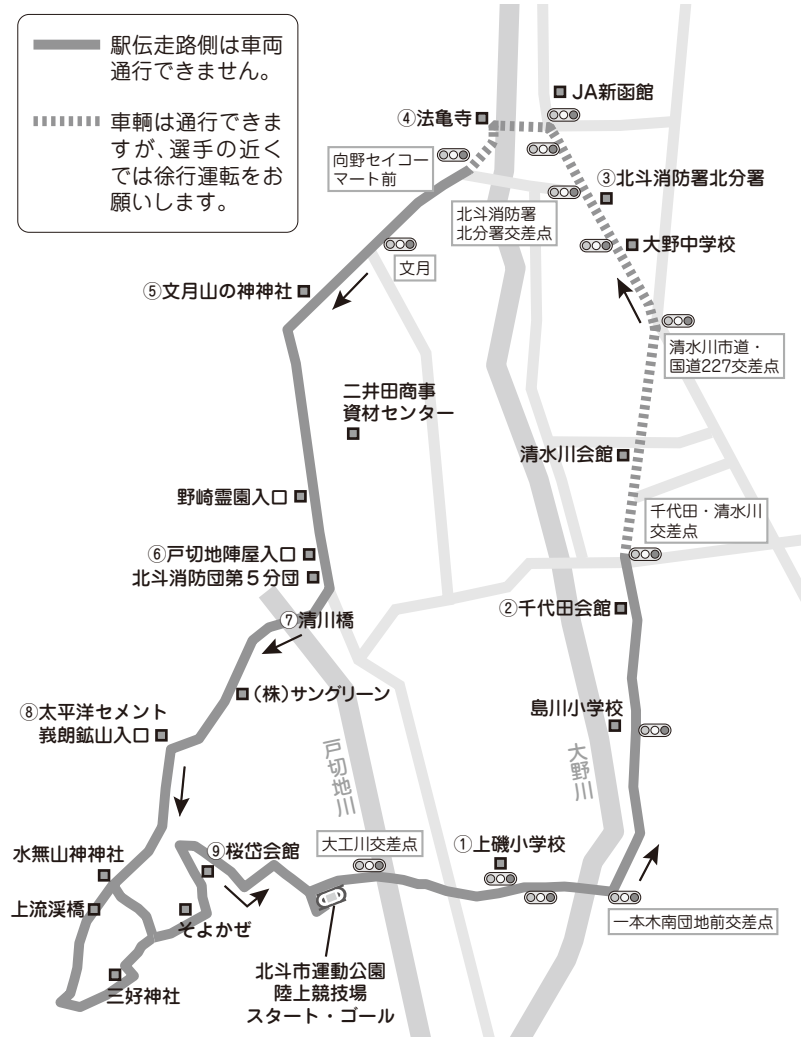 駅伝走路側は車両
通行できません。
車輌は通行できま
すが、選手の近く
では徐行運転をお
願いします。
JA新函館
④法亀寺
向野セイコー
マート前
③北斗消防署北分署
北斗消防署
北分署交差点
大野中学校
文月
⑤文月山の神神社
清水川市道・
国道227交差点
二井田商事
資材センター
清水川会館
野崎霊園入口
千代田・清水川
交差点
⑥戸切地陣屋入口
北斗消防団第５分団
②千代田会館
⑦清川橋
(株)サングリーン
島川小学校
⑧太平洋セメント
峩朗鉱山入口
戸切地川
大野川
大工川交差点
①上磯小学校
水無山神神社
⑨桜岱会館
上流渓橋
そよかぜ
一本木南団地前交差点
三好神社
北斗市運動公園
陸上競技場
スタート・ゴール